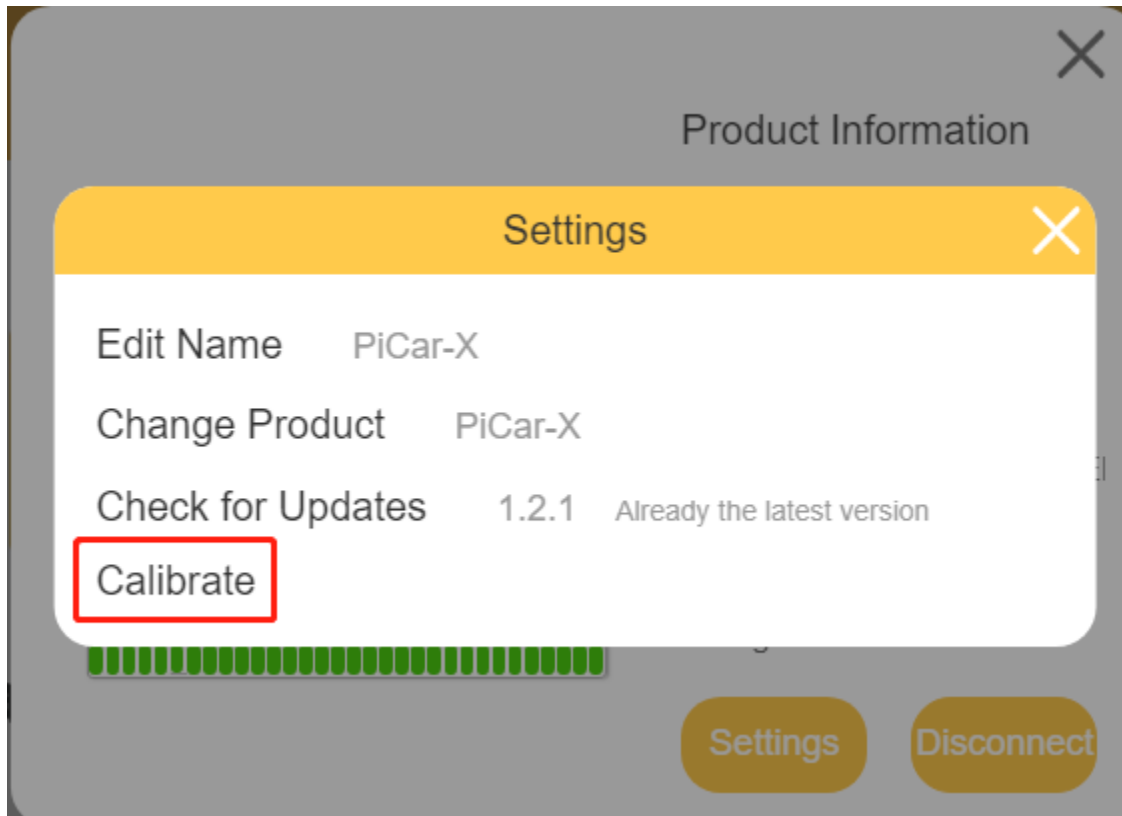 Product Information
Settings
Edit Name PiCar-X
Change Product PiCar-X
Check for Updates 1.2.1 Already the latest version
Calibrate
Settings Disconnect